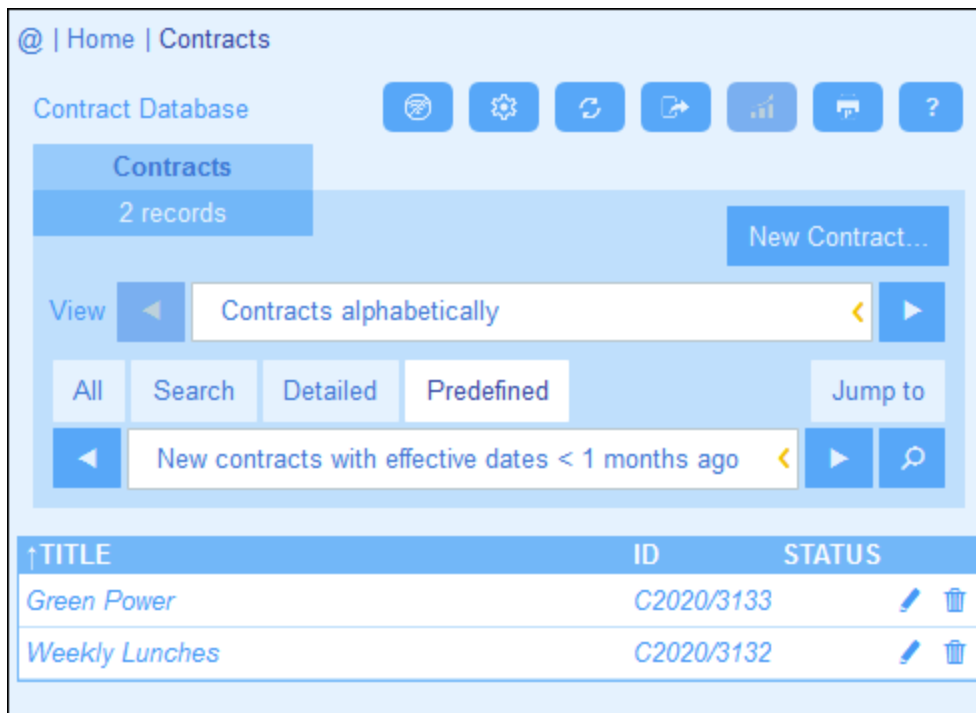 @ | Home | Contracts
Contract Database
?
Contracts
2 records
New Contract...
View
Contracts alphabetically
All Search Detailed Predefined Jump to
New contracts with effective dates < 1 months ago
↑TITLE ID STATUS
Green Power C2020/3133
Weekly Lunches C2020/3132